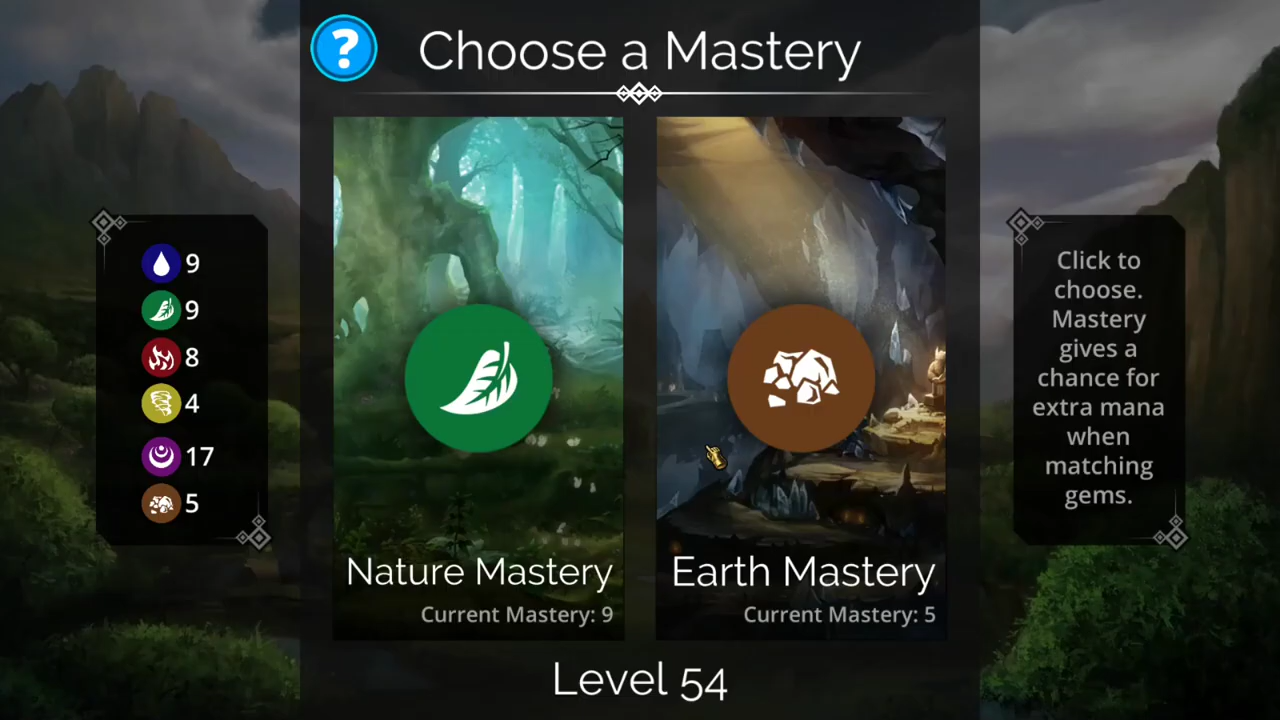 ?
Choose a Mastery
9
9
8
4
17
5
Nature Mastery
Current Mastery: 9
Earth Mastery
Current Mastery: 5
Level 54
Click to
choose.
Mastery
gives a
chance for
extra mana
when
matching
gems.